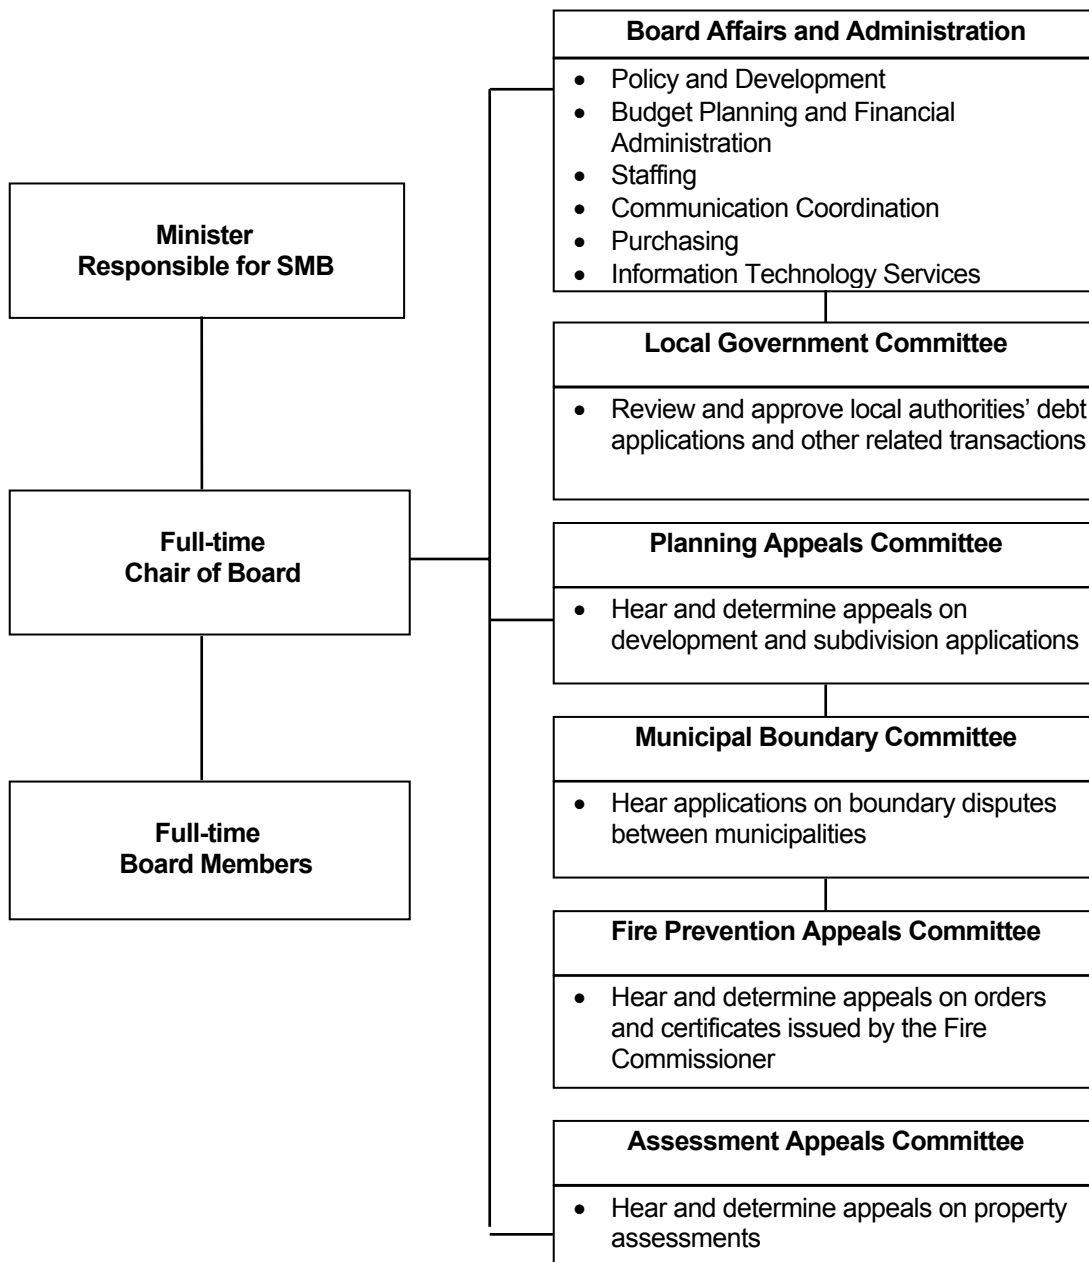 Minister
Responsible for SMB
Full-time
Chair of Board
Full-time
Board Members
Board Affairs and Administration
• Policy and Development
• Budget Planning and Financial
Administration
• Staffing
• Communication Coordination
• Purchasing
• Information Technology Services
Local Government Committee
• Review and approve local authorities’ debt
applications and other related transactions
Planning Appeals Committee
• Hear and determine appeals on
development and subdivision applications
Municipal Boundary Committee
• Hear applications on boundary disputes
between municipalities
Fire Prevention Appeals Committee
• Hear and determine appeals on orders
and certificates issued by the Fire
Commissioner
Assessment Appeals Committee
• Hear and determine appeals on property
assessments